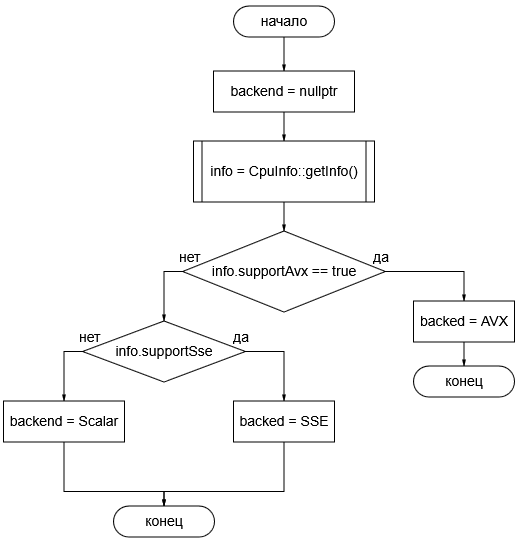 начало
backend = nullptr
info = CpuInfo::getInfo()
нет
info.supportAvx == true
да
backed = AVX
конец
нет
info.supportSse
да
backend = Scalar
backed = SSE
конец